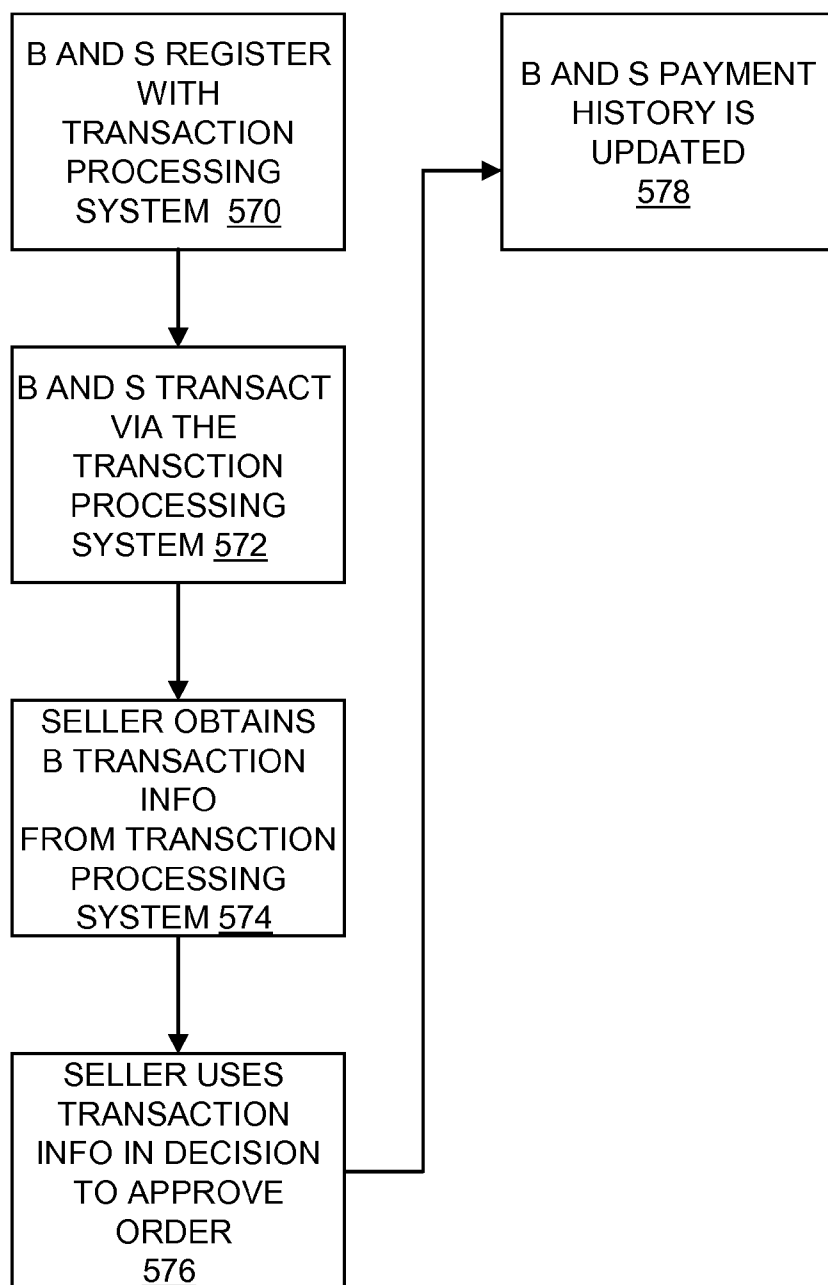 B AND S REGISTER
WITH
TRANSACTION
PROCESSING
SYSTEM 570
B AND S TRANSACT
VIA THE
TRANSCTION
PROCESSING
SYSTEM 572
SELLER OBTAINS
B TRANSACTION
INFO
FROM TRANSCTION
PROCESSING
SYSTEM 574
SELLER USES
TRANSACTION
INFO IN DECISION
TO APPROVE
ORDER
576
B AND S PAYMENT
HISTORY IS
UPDATED
578